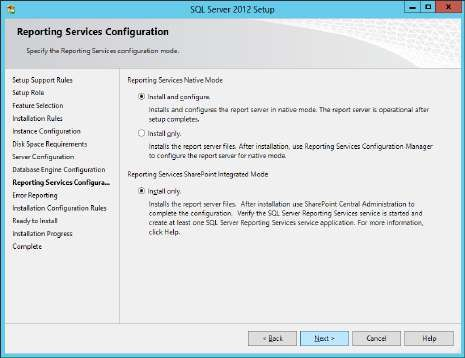 SQL Server 2012 Setup
Reporting Services Configuration
Specify the Reporting Services configuration mode.
Setup Support Rules
Setup Role
Feature Selection
Installation Rules
Instance Configuration
Disk Space Requirements
Server Configuration
Database Engine Configuration
Reporting Services Configura...
Error Reporting
Installation Configuration Rules
Ready to Install
Installation Progress
Complete
Reporting Services Native Mode
Install and configure.
Installs and configures the report server in native mode. The report server is operational after
setup completes.
Install only.
Installs the report server files. After installation, use Reporting Services Configuration Manager
to configure the report server for native mode.
Reporting Services SharePoint Integrated Mode
Install only.
Installs the report server files. After installation use SharePoint Central Administration to
complete the configuration. Verify the SQL Server Reporting Services service is started and
create at least one SQL Server Reporting Services service application. For more information,
click Help.
< Back
Next >
Cancel
Help